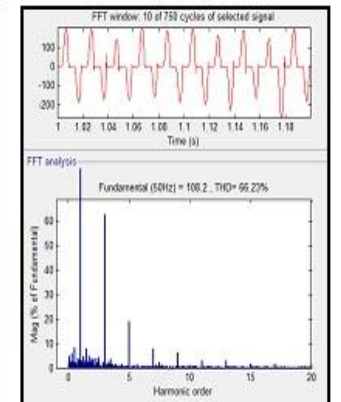 FFT window: 10 of 750 cycles of selected signal
100
0
-100
-200
1 1.02 1.04 1.06 1.08 1.1 1.12 1.14 1.16 1.18
Time (s)
FFT analysis
Fundamental (50Hz) = 108.2 , THD= 66.23%
Mag (% of Fundamental)
60
50
40
30
20
10
0
0 5 10 15 20
Harmonic order